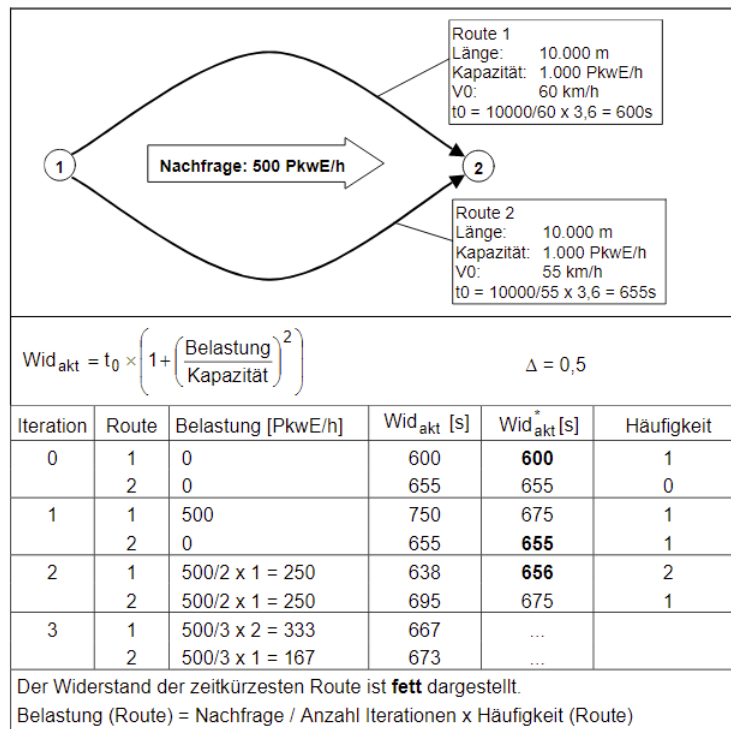 Route 1
Länge: 10.000 m
Kapazität: 1.000 PkwE/h
V0: 60 km/h
t0 = 10000/60 x 3,6 = 600s
1
Nachfrage: 500 PkwE/h
2
Route 2
Länge: 10.000 m
Kapazität: 1.000 PkwE/h
V0: 55 km/h
t0 = 10000/55 x 3,6 = 655s
Wid_akt = t_0 × (1+(Belastung/Kapazität)^2) Δ = 0,5
Iteration Route Belastung [PkwE/h] Wid_akt [s] Wid*_akt [s] Häufigkeit
0 1 0 600 600 1
2 0 655 655 0
1 1 500 750 675 1
2 0 655 655 1
2 1 500/2 x 1 = 250 638 656 2
2 500/2 x 1 = 250 695 675 1
3 1 500/3 x 2 = 333 667 ...
2 500/3 x 1 = 167 673 ...
Der Widerstand der zeitkürzesten Route ist fett dargestellt.
Belastung (Route) = Nachfrage / Anzahl Iterationen x Häufigkeit (Route)